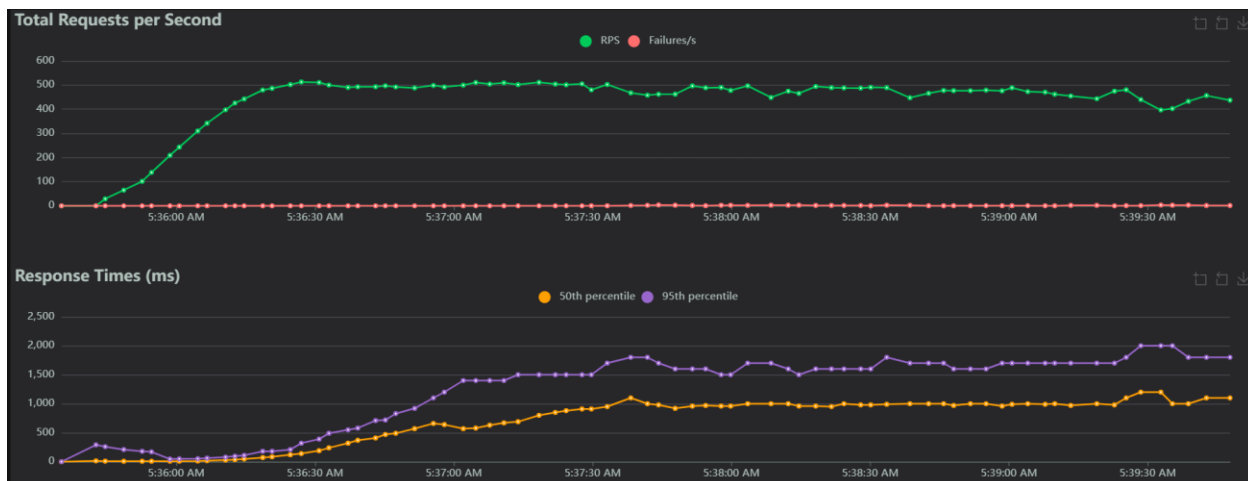 Total Requests per Second
RPS Failures/s
600
500
400
300
200
100
0
5:36:00 AM 5:36:30 AM 5:37:00 AM 5:37:30 AM 5:38:00 AM 5:38:30 AM 5:39:00 AM 5:39:30 AM
Response Times (ms)
50th percentile 95th percentile
2,500
2,000
1,500
1,000
500
0
5:36:00 AM 5:36:30 AM 5:37:00 AM 5:37:30 AM 5:38:00 AM 5:38:30 AM 5:39:00 AM 5:39:30 AM